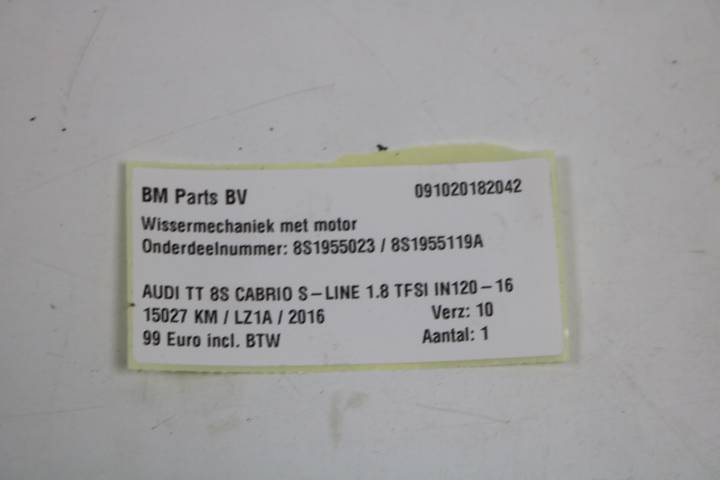 BM Parts BV 091020182042
Wissermechaniek met motor
Onderdeelnummer: 8S1955023 / 8S1955119A
AUDI TT 8S CABRIO S-LINE 1.8 TFSI IN120-16
15027 KM / LZ1A / 2016 Verz: 10
99 Euro incl. BTW Aantal: 1